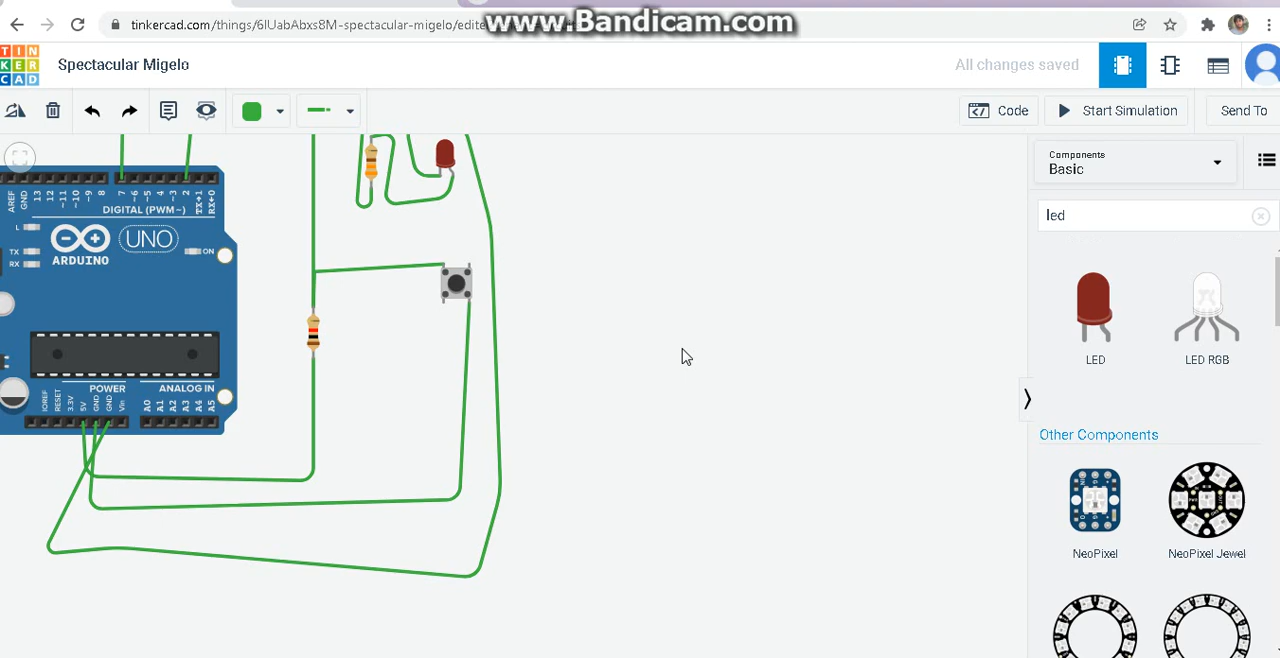 www.Bandicam.com
tinkercad.com/things/6lUabAbxs8M-spectacular-migelo/editel
TIN
KER
CAD
Spectacular Migelo
All changes saved
Code
Start Simulation
Send To
Components
Basic
led
LED
LED RGB
Other Components
NeoPixel
NeoPixel Jewel
AREF
GND
13
12
~11
~10
~9
8
7
~6
~5
4
~3
2
TX→1
RX←0
DIGITAL (PWM~)
L
TX
RX
UNO
ON
ARDUINO
POWER
ANALOG IN
IOREF
RESET
3.3V
5V
GND
GND
Vin
A0
A1
A2
A3
A4
A5